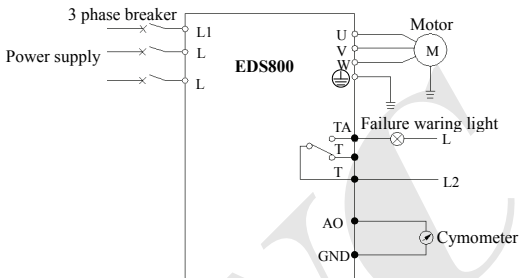 3 phase breaker
Motor
L1
U
Power supply
L
V
M
EDS800
W
L
TA
Failure waring light
L
T
T
L2
AO
Cymometer
GND